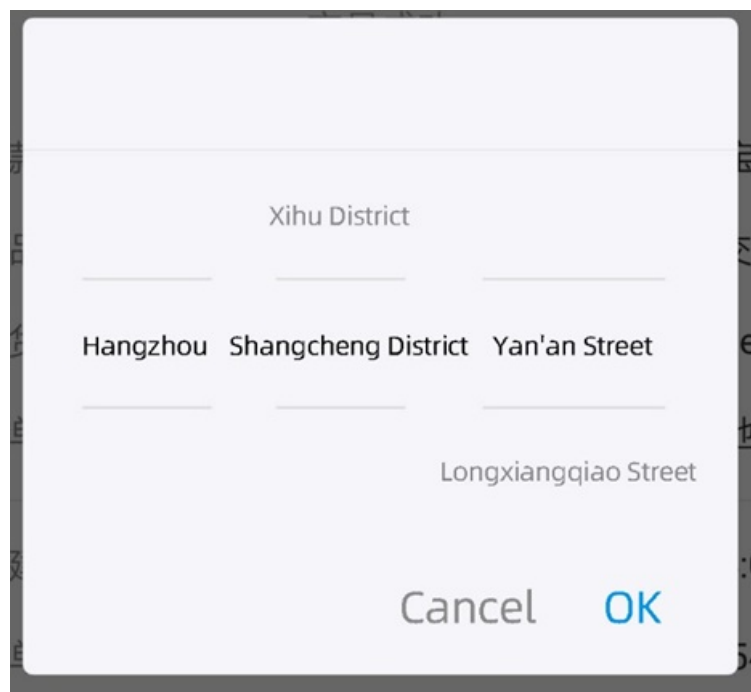 Xihu District
Hangzhou Shangcheng District Yan'an Street
Longxiangqiao Street
Cancel OK